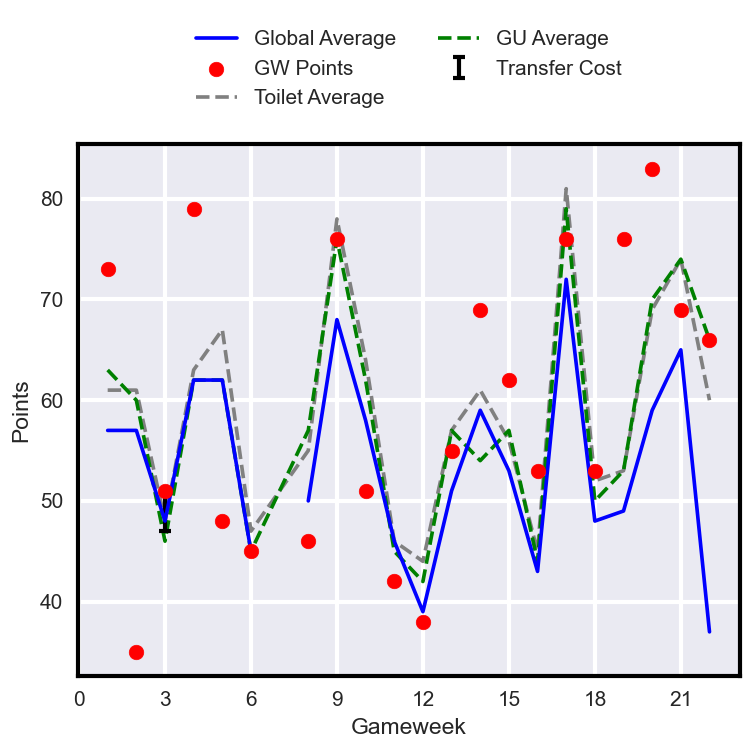 Global Average
GW Points
Toilet Average
GU Average
Transfer Cost
Points
80
70
60
50
40
0 3 6 9 12 15 18 21
Gameweek